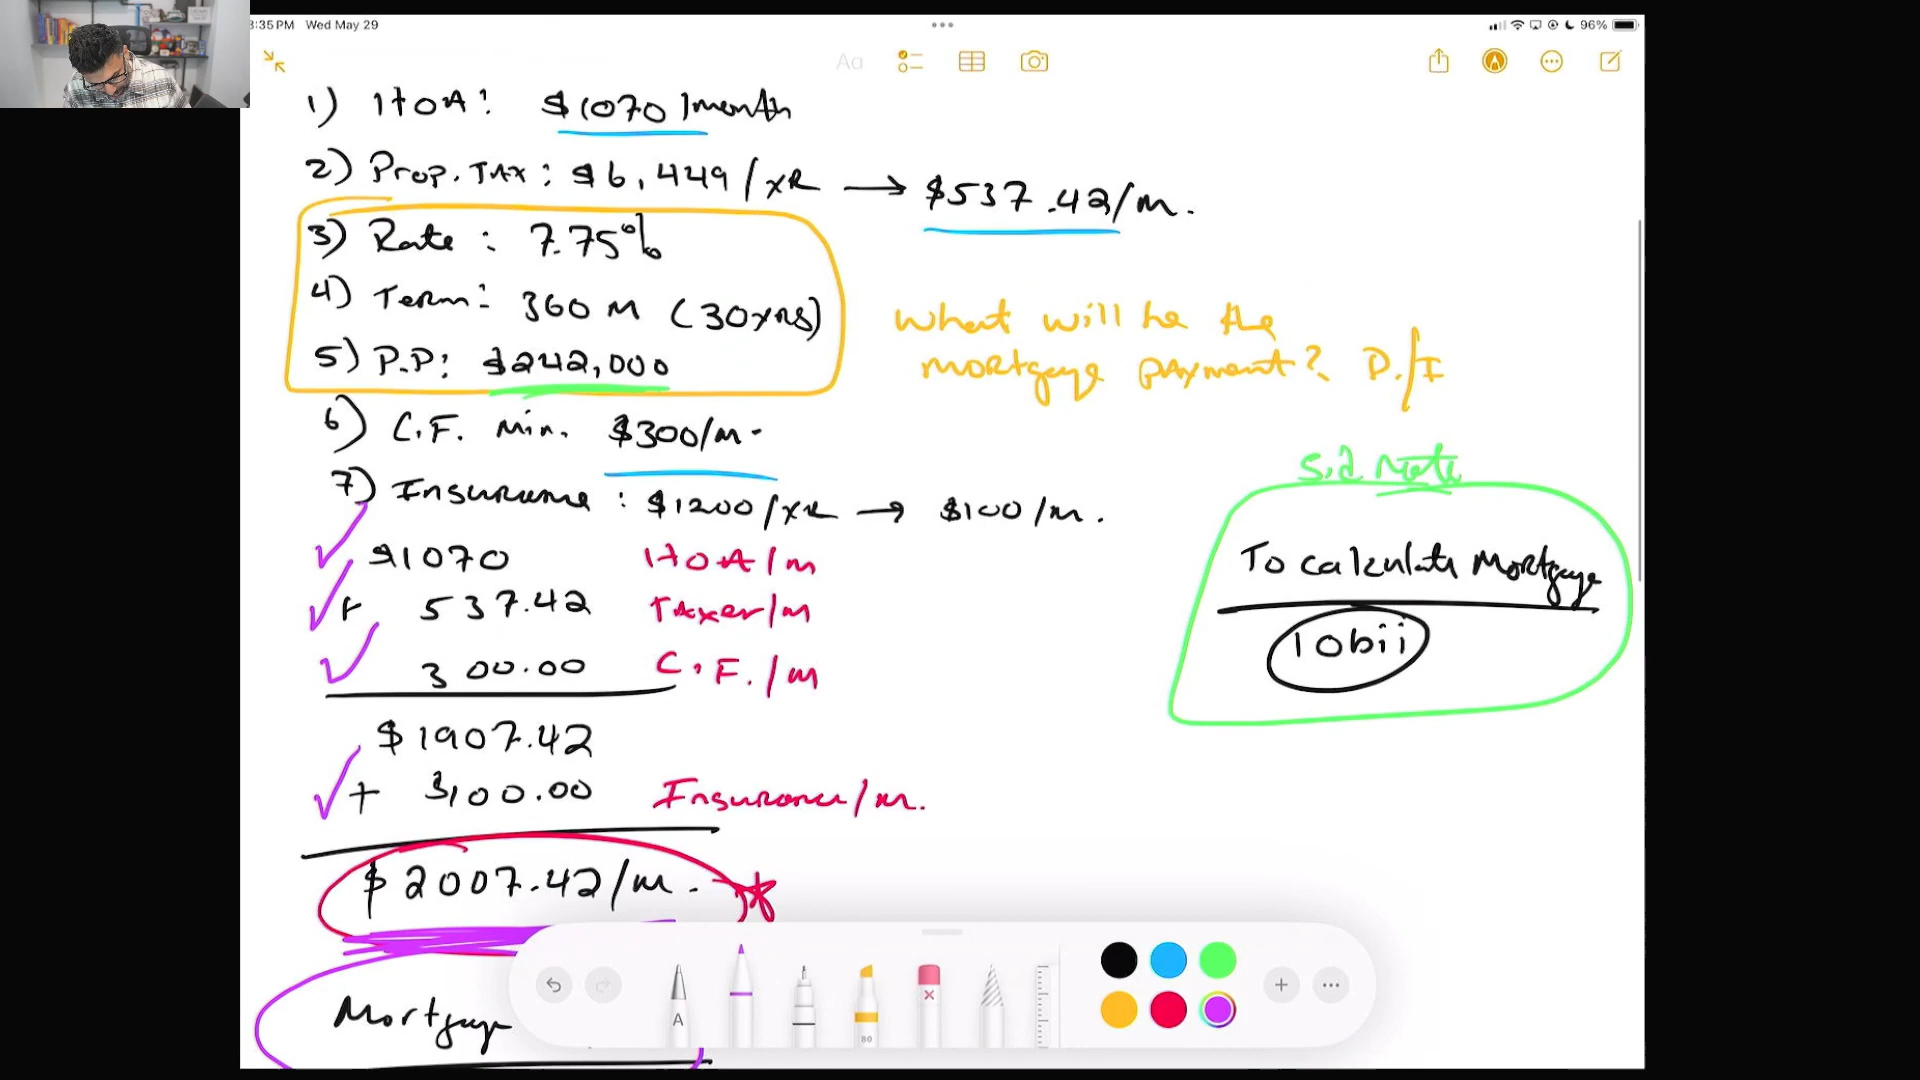 3:35 PM Wed May 29
96%
Aa
1) HOA: $1070/month
2) Prop. TAX: $6,449/YR → $537.42/m.
3) Rate: 7.75%
4) Term: 360 M (30YRS)
5) P.P: $242,000
What will be the
mortgage payment? P./I
6) C.F. min. $300/m.
7) Insurance: $1200/YR → $100/m.
Sid Note
To calculate Mortgage
10bii
$1070 HOA/m
+ 537.42 Taxes/m
300.00 C.F./m
$1907.42
+ $100.00 Insurance/m.
$2007.42/m.
Mortgage
A
80